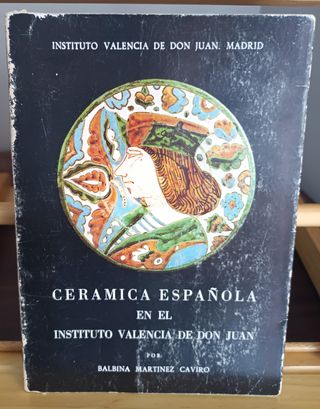 INSTITUTO VALENCIA DE DON JUAN. MADRID
CERAMICA ESPAÑOLA
EN EL
INSTITUTO VALENCIA DE DON JUAN
POR
BALBINA MARTINEZ CAVIRO